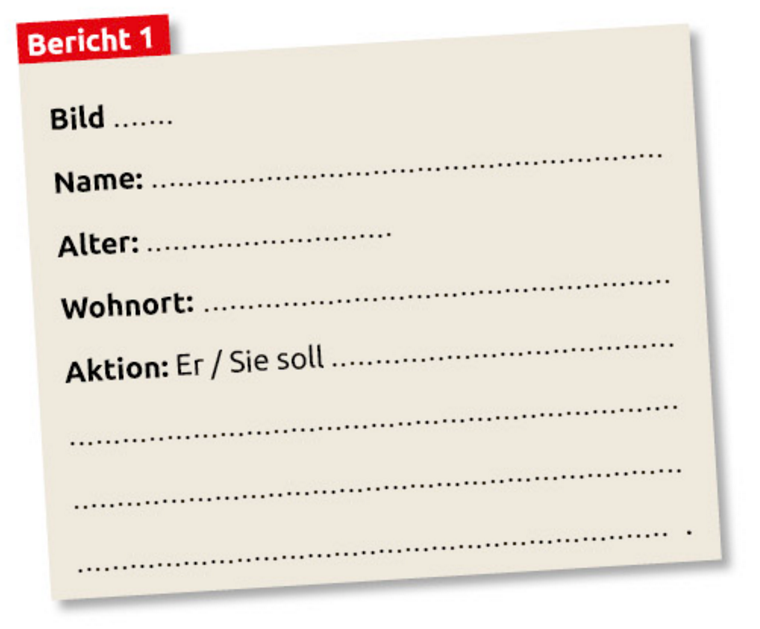 Bericht 1
Bild .......
Name: ..........................................................
Alter: ............................
Wohnort: .....................................................
Aktion: Er / Sie soll .......................................
.....................................................................
.....................................................................
................................................................... .